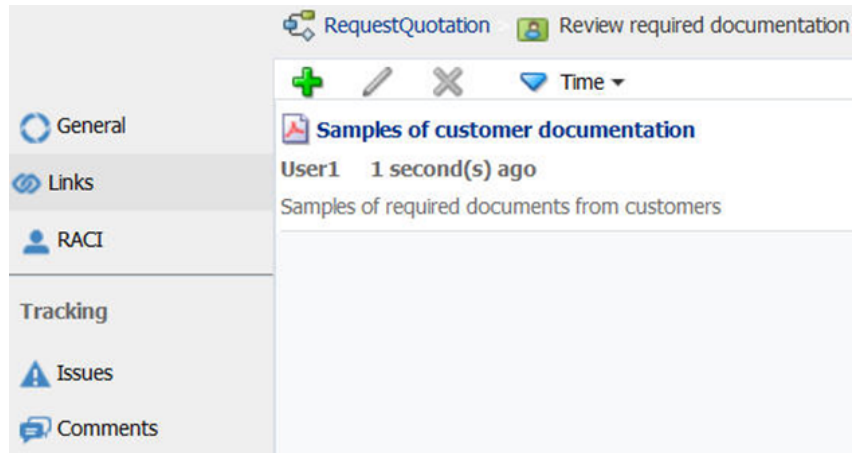 RequestQuotation Review required documentation
Time
General
Links
RACI
Tracking
Issues
Comments
Samples of customer documentation
User1 1 second(s) ago
Samples of required documents from customers